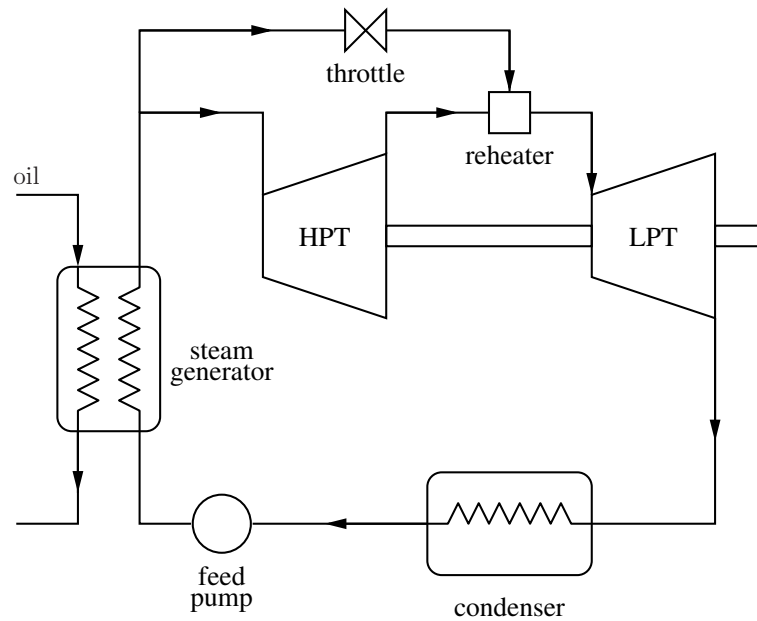 throttle
reheater
oil
HPT
LPT
steam
generator
feed
pump
condenser